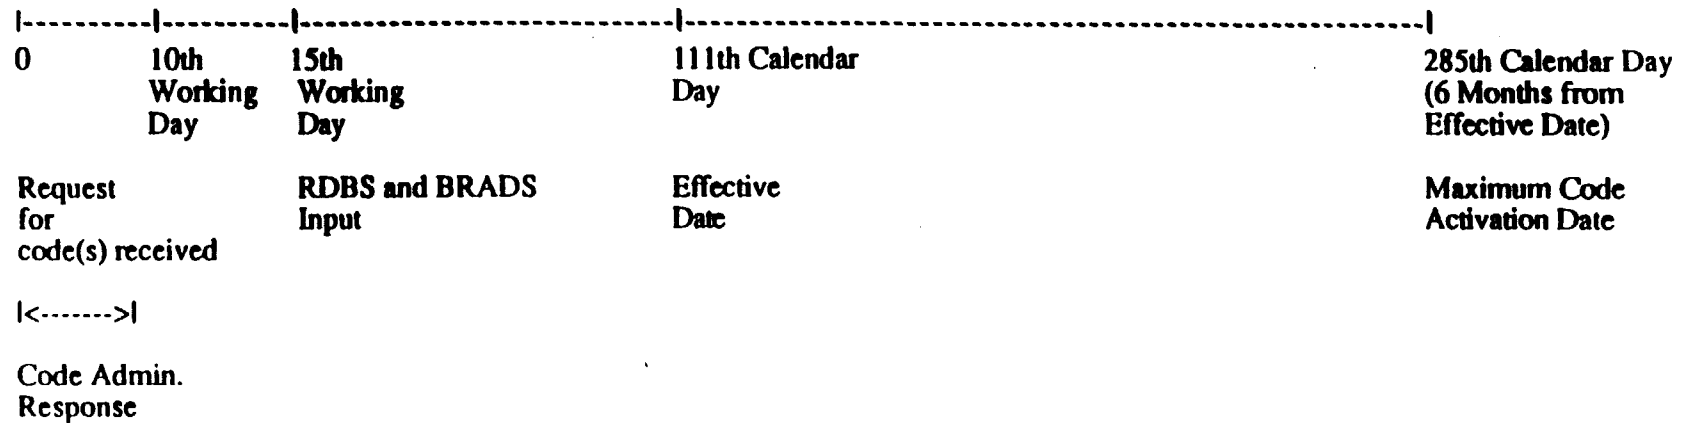 |----------|----------|-----------------------------|----------------------------------------------------------|
0 10th 15th 111th Calendar 285th Calendar Day
Working Working Day (6 Months from
Day Day Effective Date)
Request RDBS and BRADS Effective Maximum Code
for Input Date Activation Date
code(s) received
|<------->|
Code Admin.
Response